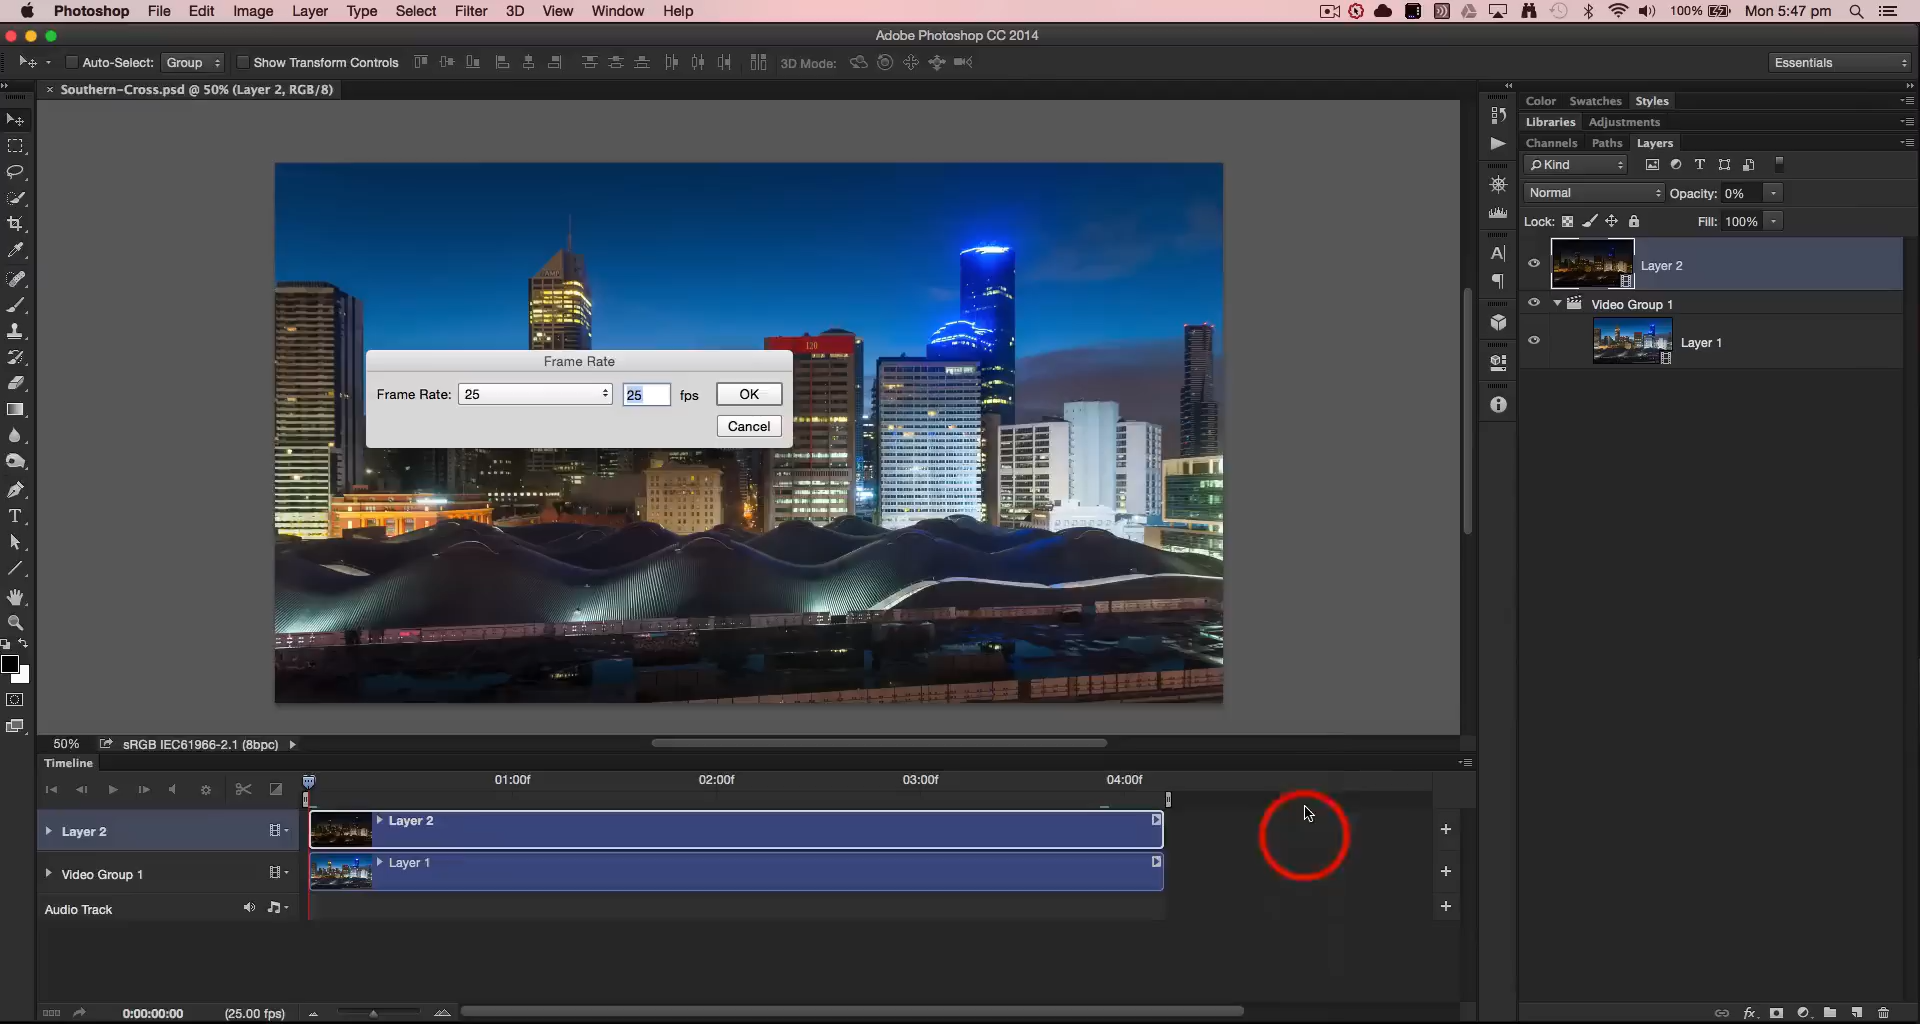 Photoshop File Edit Image Layer Type Select Filter 3D View Window Help 100% Mon 5:47 pm
Adobe Photoshop CC 2014
Auto-Select: Group Show Transform Controls 3D Mode: Essentials
× Southern-Cross.psd @ 50% (Layer 2, RGB/8)
Color Swatches Styles
Libraries Adjustments
Channels Paths Layers
Kind
Normal Opacity: 0%
Lock: Fill: 100%
Layer 2
Video Group 1
Layer 1
AMP
120
Frame Rate
Frame Rate: 25 25 fps OK
Cancel
50% sRGB IEC61966-2.1 (8bpc)
Timeline
01:00f 02:00f 03:00f 04:00f
Layer 2 Layer 2
Video Group 1 Layer 1
Audio Track
0:00:00:00 (25.00 fps)